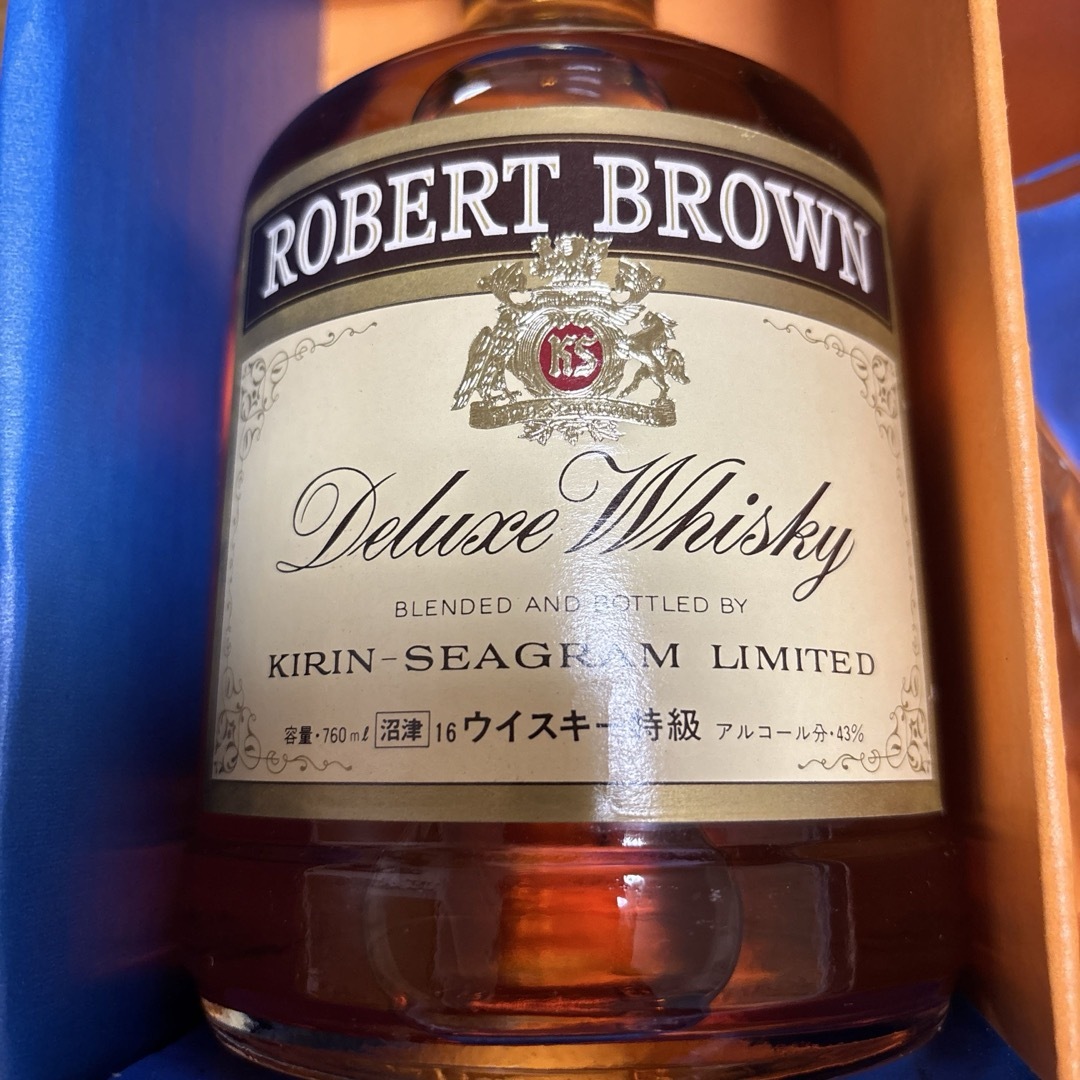 ROBERT BROWN
KS
Deluxe Whisky
BLENDED AND BOTTLED BY
KIRIN-SEAGRAM LIMITED
容量・760ml 沼津 16 ウイスキー特級 アルコール分・43%